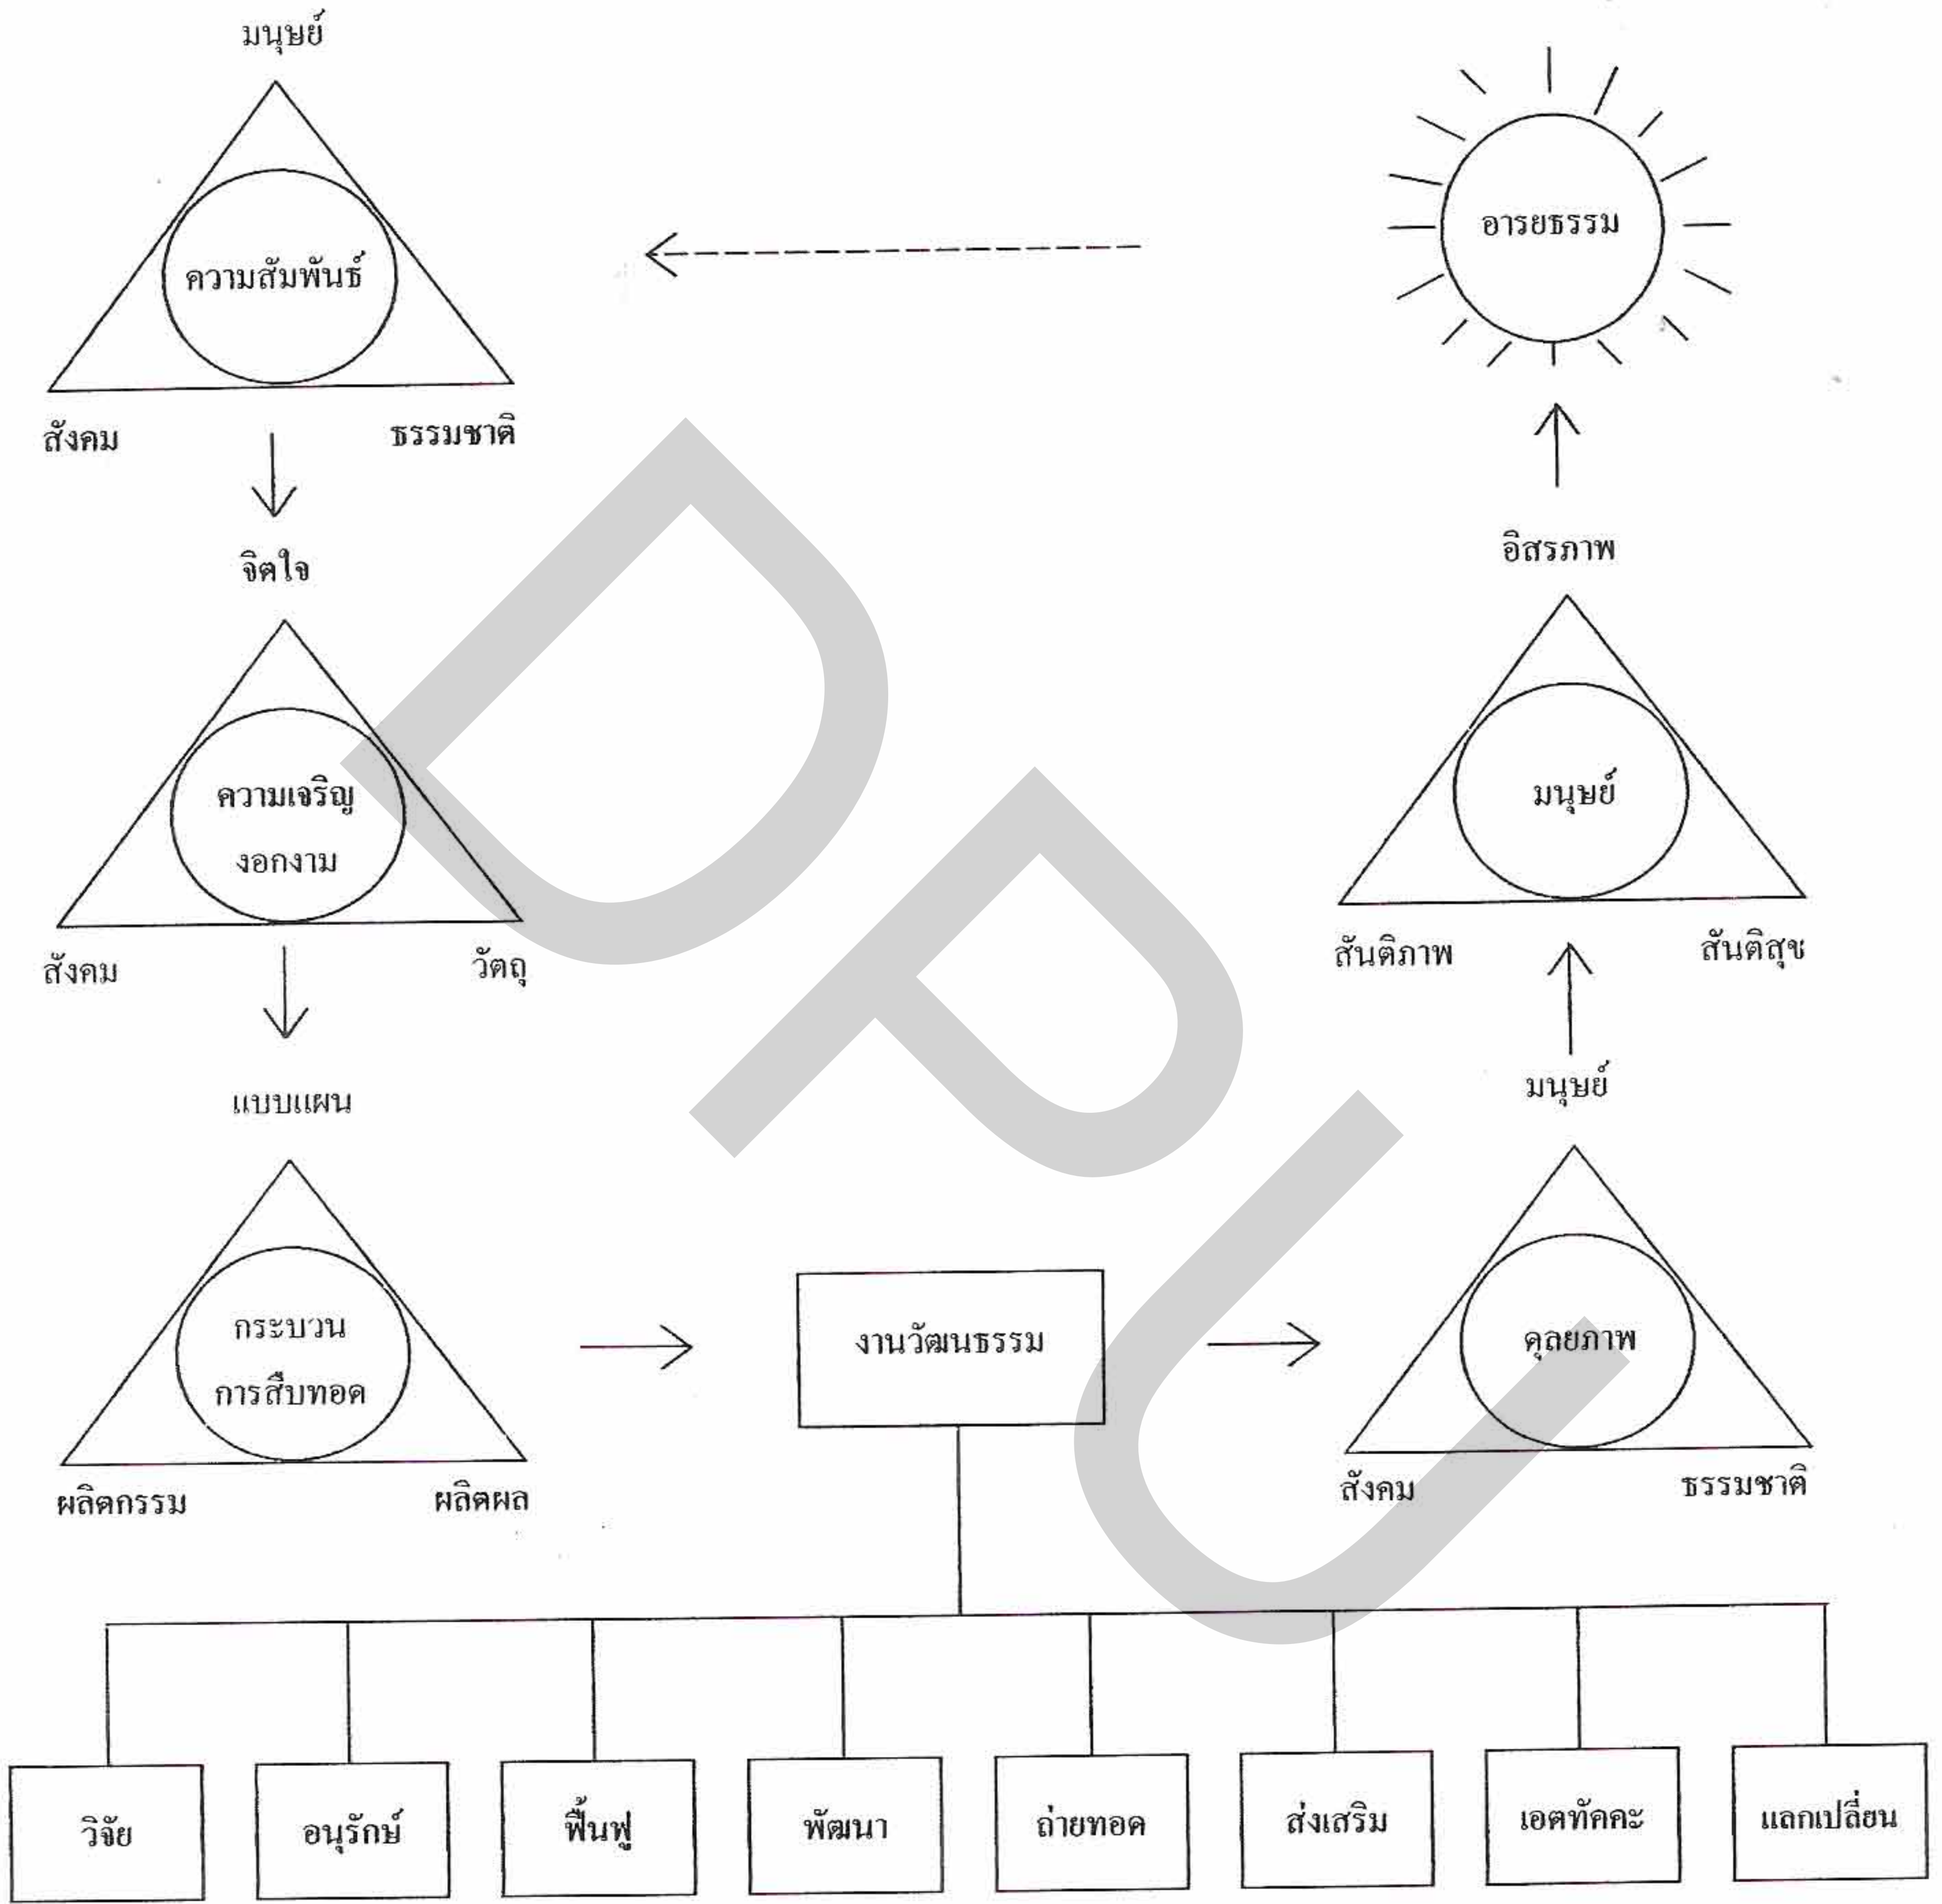 มนุษย์
ความสัมพันธ์
สังคม
ธรรมชาติ
อารยธรรม
จิตใจ
ความเจริญ
งอกงาม
สังคม
วัตถุ
อิสรภาพ
มนุษย์
สันติภาพ
สันติสุข
แบบแผน
กระบวน
การสืบทอด
ผลิตกรรม
ผลิตผล
งานวัฒนธรรม
มนุษย์
ดุลยภาพ
สังคม
ธรรมชาติ
วิจัย
อนุรักษ์
ฟื้นฟู
พัฒนา
ถ่ายทอด
ส่งเสริม
เอตทัคคะ
แลกเปลี่ยน
DPU